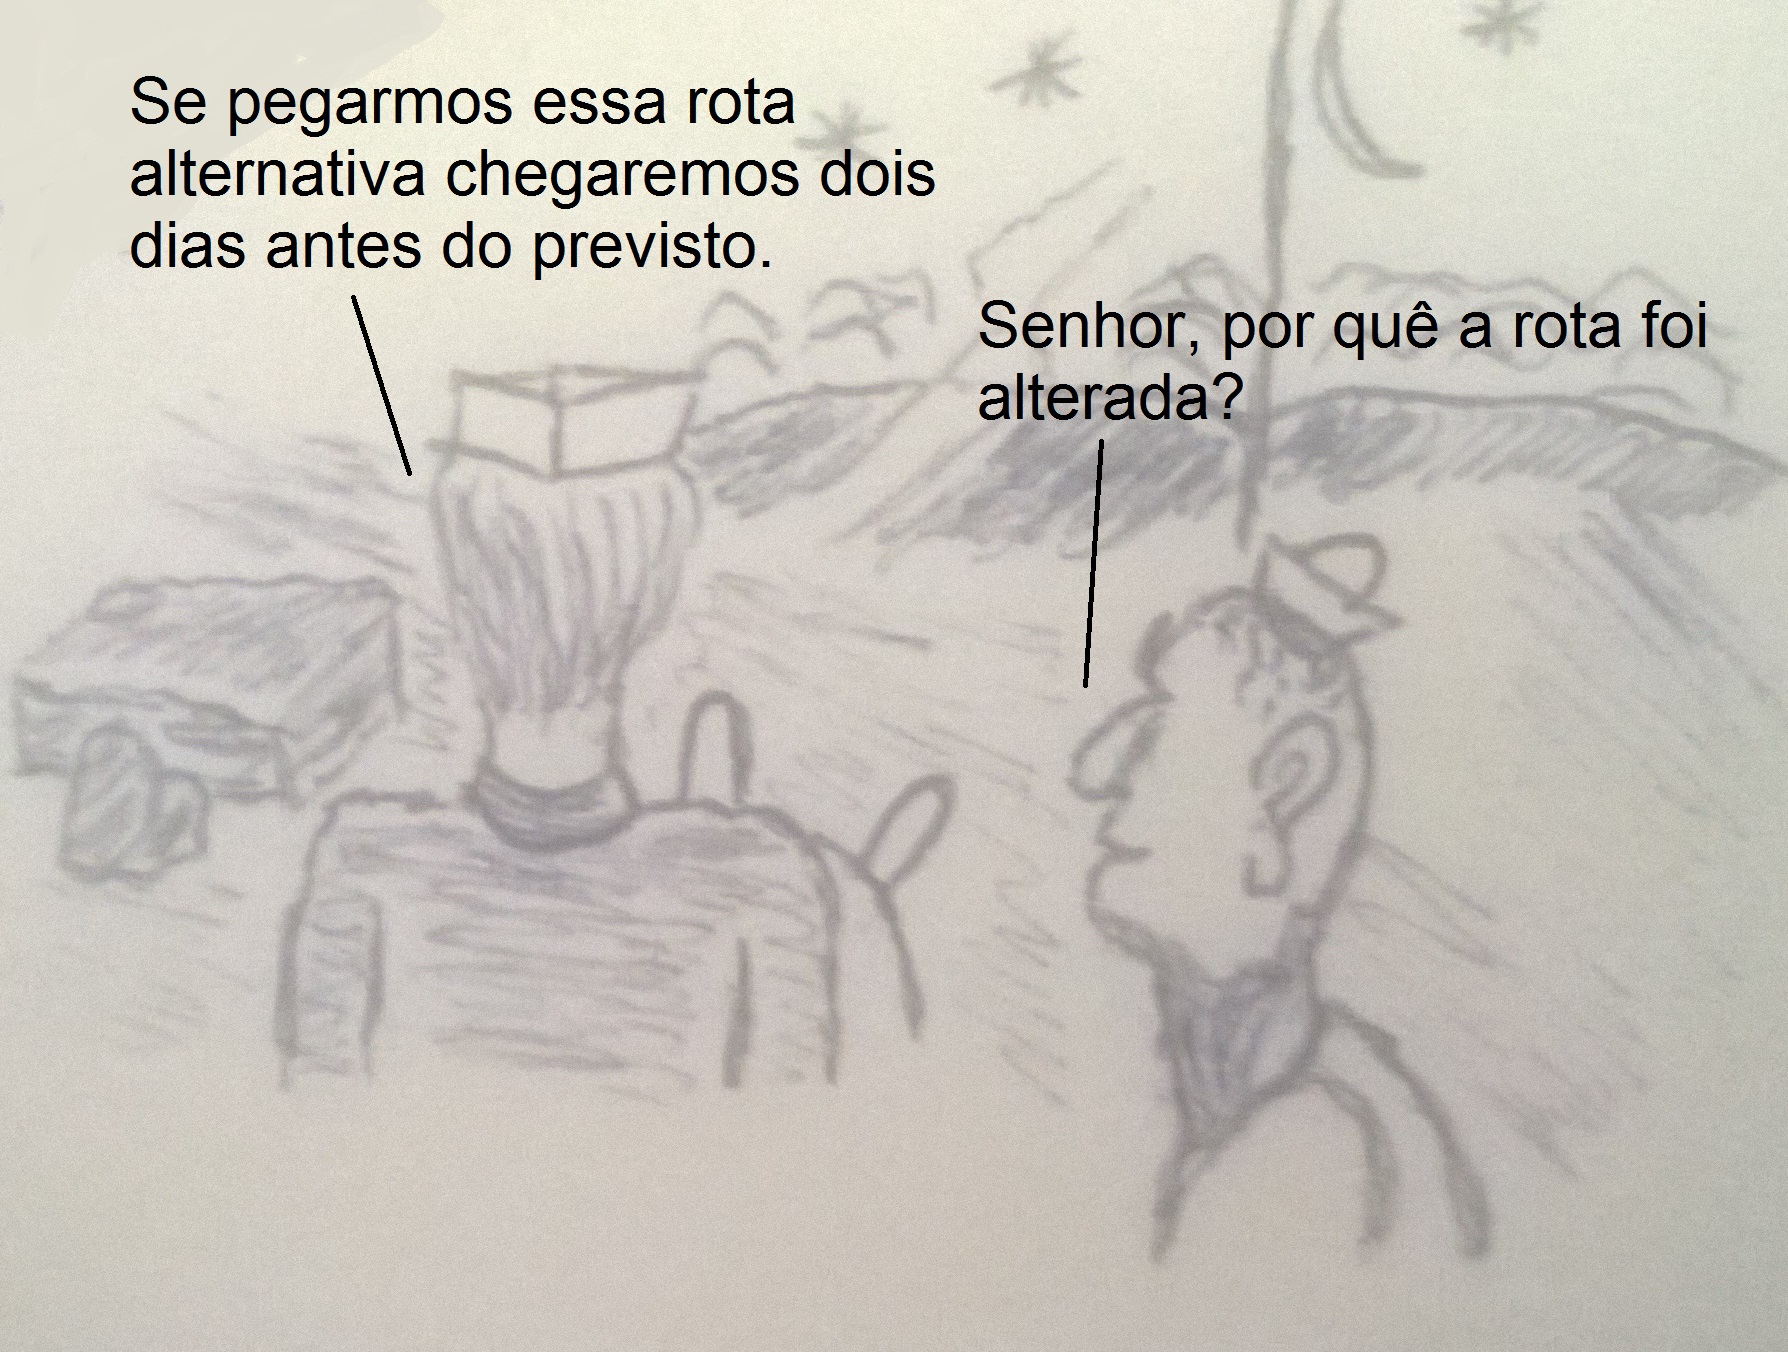 Se pegarmos essa rota
alternativa chegaremos dois
dias antes do previsto.
Senhor, por quê a rota foi
alterada?